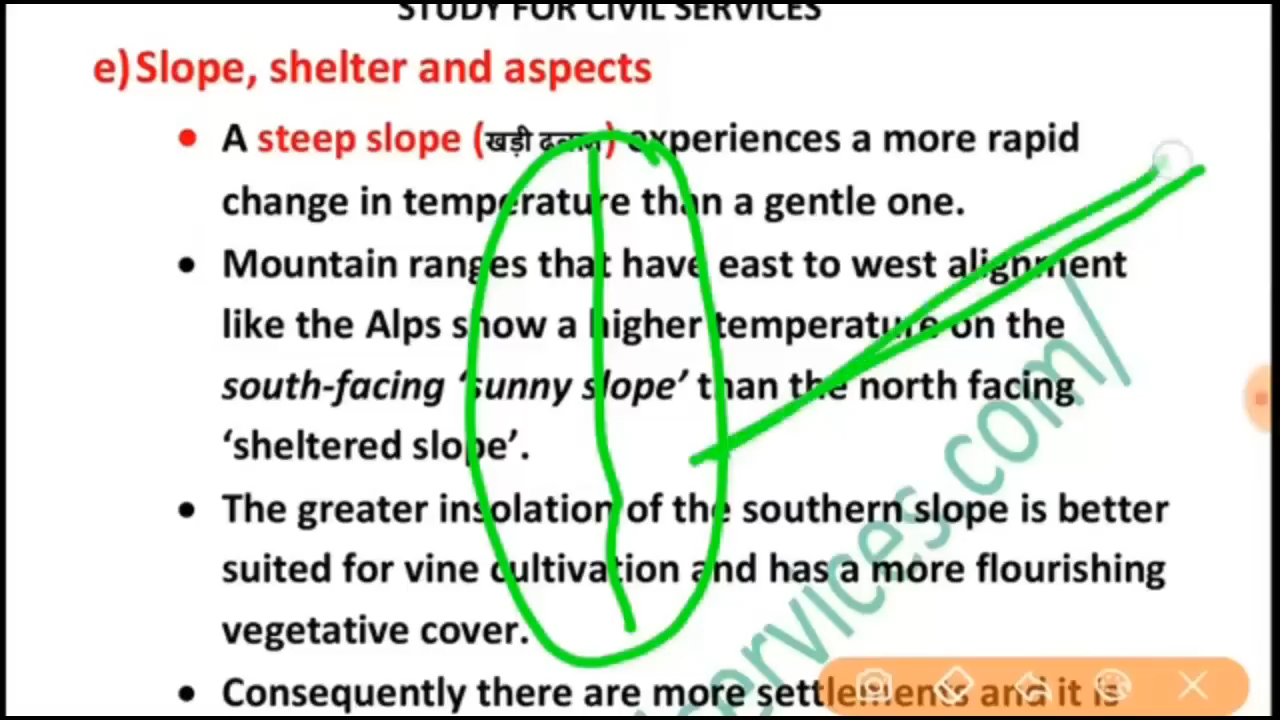 STUDY FOR CIVIL SERVICES
e) Slope, shelter and aspects
• A steep slope (खड़ी ढलान) experiences a more rapid
change in temperature than a gentle one.
• Mountain ranges that have east to west alignment
like the Alps show a higher temperature on the
south-facing ‘sunny slope’ than the north facing
‘sheltered slope’.
• The greater insolation of the southern slope is better
suited for vine cultivation and has a more flourishing
vegetative cover.
• Consequently there are more settlements and it is
services.com/